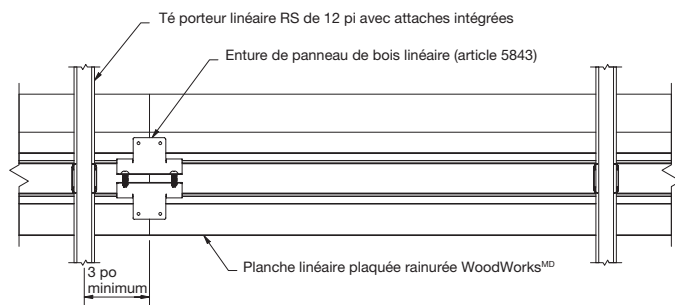 Té porteur linéaire RS de 12 pi avec attaches intégrées
Enture de panneau de bois linéaire (article 5843)
3 po
minimum
Planche linéaire plaquée rainurée WoodWorksᴹᴰ